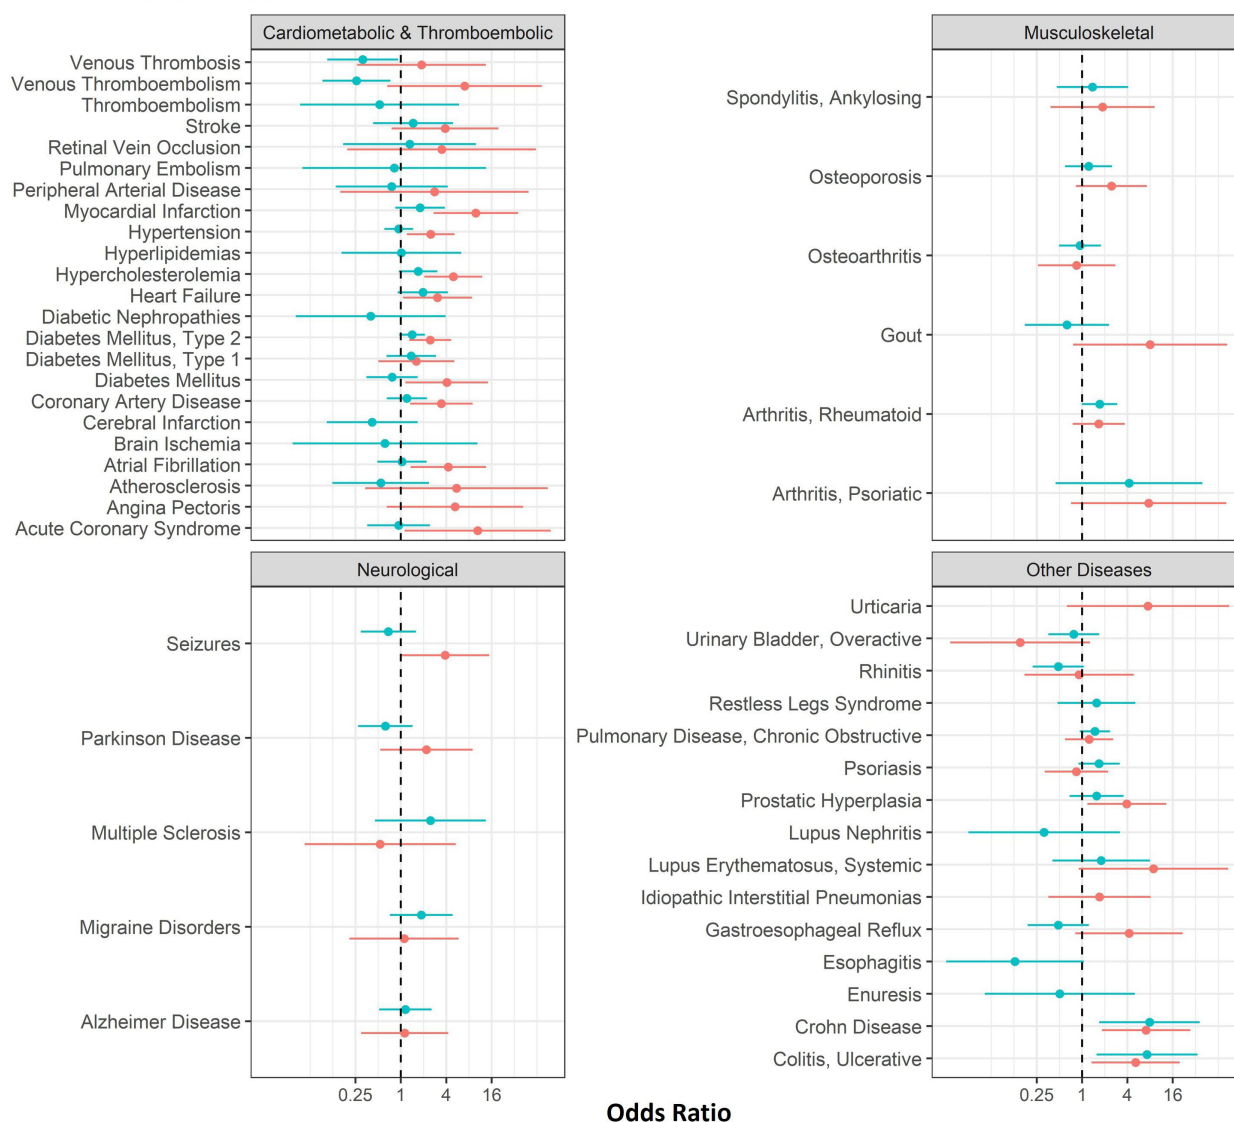 Cardiometabolic & Thromboembolic
Venous Thrombosis
Venous Thromboembolism
Thromboembolism
Stroke
Retinal Vein Occlusion
Pulmonary Embolism
Peripheral Arterial Disease
Myocardial Infarction
Hypertension
Hyperlipidemias
Hypercholesterolemia
Heart Failure
Diabetic Nephropathies
Diabetes Mellitus, Type 2
Diabetes Mellitus, Type 1
Diabetes Mellitus
Coronary Artery Disease
Cerebral Infarction
Brain Ischemia
Atrial Fibrillation
Atherosclerosis
Angina Pectoris
Acute Coronary Syndrome
Musculoskeletal
Spondylitis, Ankylosing
Osteoporosis
Osteoarthritis
Gout
Arthritis, Rheumatoid
Arthritis, Psoriatic
Neurological
Seizures
Parkinson Disease
Multiple Sclerosis
Migraine Disorders
Alzheimer Disease
0.25 1 4 16
Other Diseases
Urticaria
Urinary Bladder, Overactive
Rhinitis
Restless Legs Syndrome
Pulmonary Disease, Chronic Obstructive
Psoriasis
Prostatic Hyperplasia
Lupus Nephritis
Lupus Erythematosus, Systemic
Idiopathic Interstitial Pneumonias
Gastroesophageal Reflux
Esophagitis
Enuresis
Crohn Disease
Colitis, Ulcerative
0.25 1 4 16
Odds Ratio